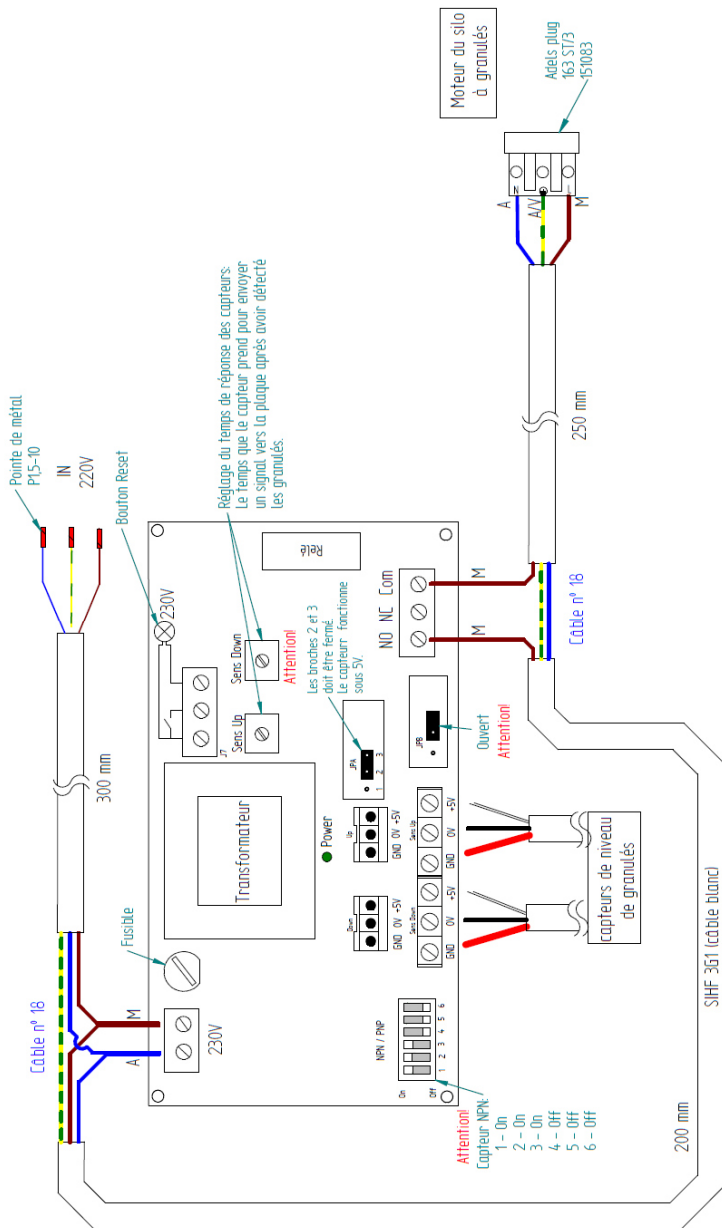 Pointe de métal
P1,5-10
IN
220V
300 mm
Câble nº 18
Bouton Reset
230V
J7
Réglage du temps de réponse des capteurs:
Le temps que le capteur prend pour envoyer
un signal vers la plaque après avoir détecté
les granulés.
Sens Up
Sens Down
Attention!
Relé
Fusible
A
M
230V
Transformateur
Power
Les broches 2 et 3
doit être fermé.
Le capteurr fonctionne
sous 5V.
JPA
1 2 3
JPB
Ouvert
Attention!
Down
GND 0V +5V
Up
GND 0V +5V
Sens Down
GND 0V +5V
Sens Up
GND 0V +5V
NO NC Com
M
M
NPN / PNP
On
Off
1 2 3 4 5 6
Attention!
Capteur NPN:
1 - On
2 - On
3 - On
4 - Off
5 - Off
6 - Off
capteurs de niveau
de granulés
Câble nº 18
250 mm
A
A/V
M
N
L
Moteur du silo
à granulés
Adels plug
163 ST/3
151083
200 mm
SIHF 3G1 (câble blanc)